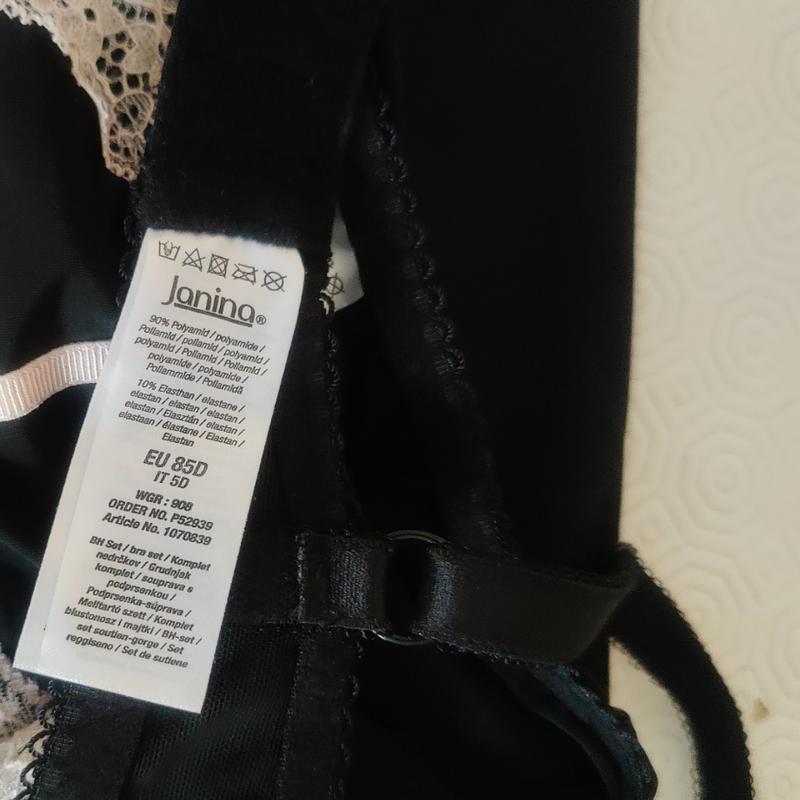 Janina®
90% Polyamid / polyamide /
Poliamid / poliamid / polyamid /
polyamid / Poliamid / Poliamid /
polyamide / polyamide /
Poliammide / Poliamidă
10% Elasthan / elastane /
elastan / elastan / elastan /
elastan / Elasztán / elastan /
elastaan / élastane / Elastan /
Elastan
EU 85D
IT 5D
WGR : 908
ORDER NO. P52939
Article No. 1070839
BH Set / bra set / Komplet
nedrčkov / Grudnjak
komplet / souprava s
podprsenkou /
Podprsenka-súprava /
Melltartó szett / Komplet
biustonosz i majtki / BH-set /
set soutien-gorge / Set
reggiseno / Set de sutiene